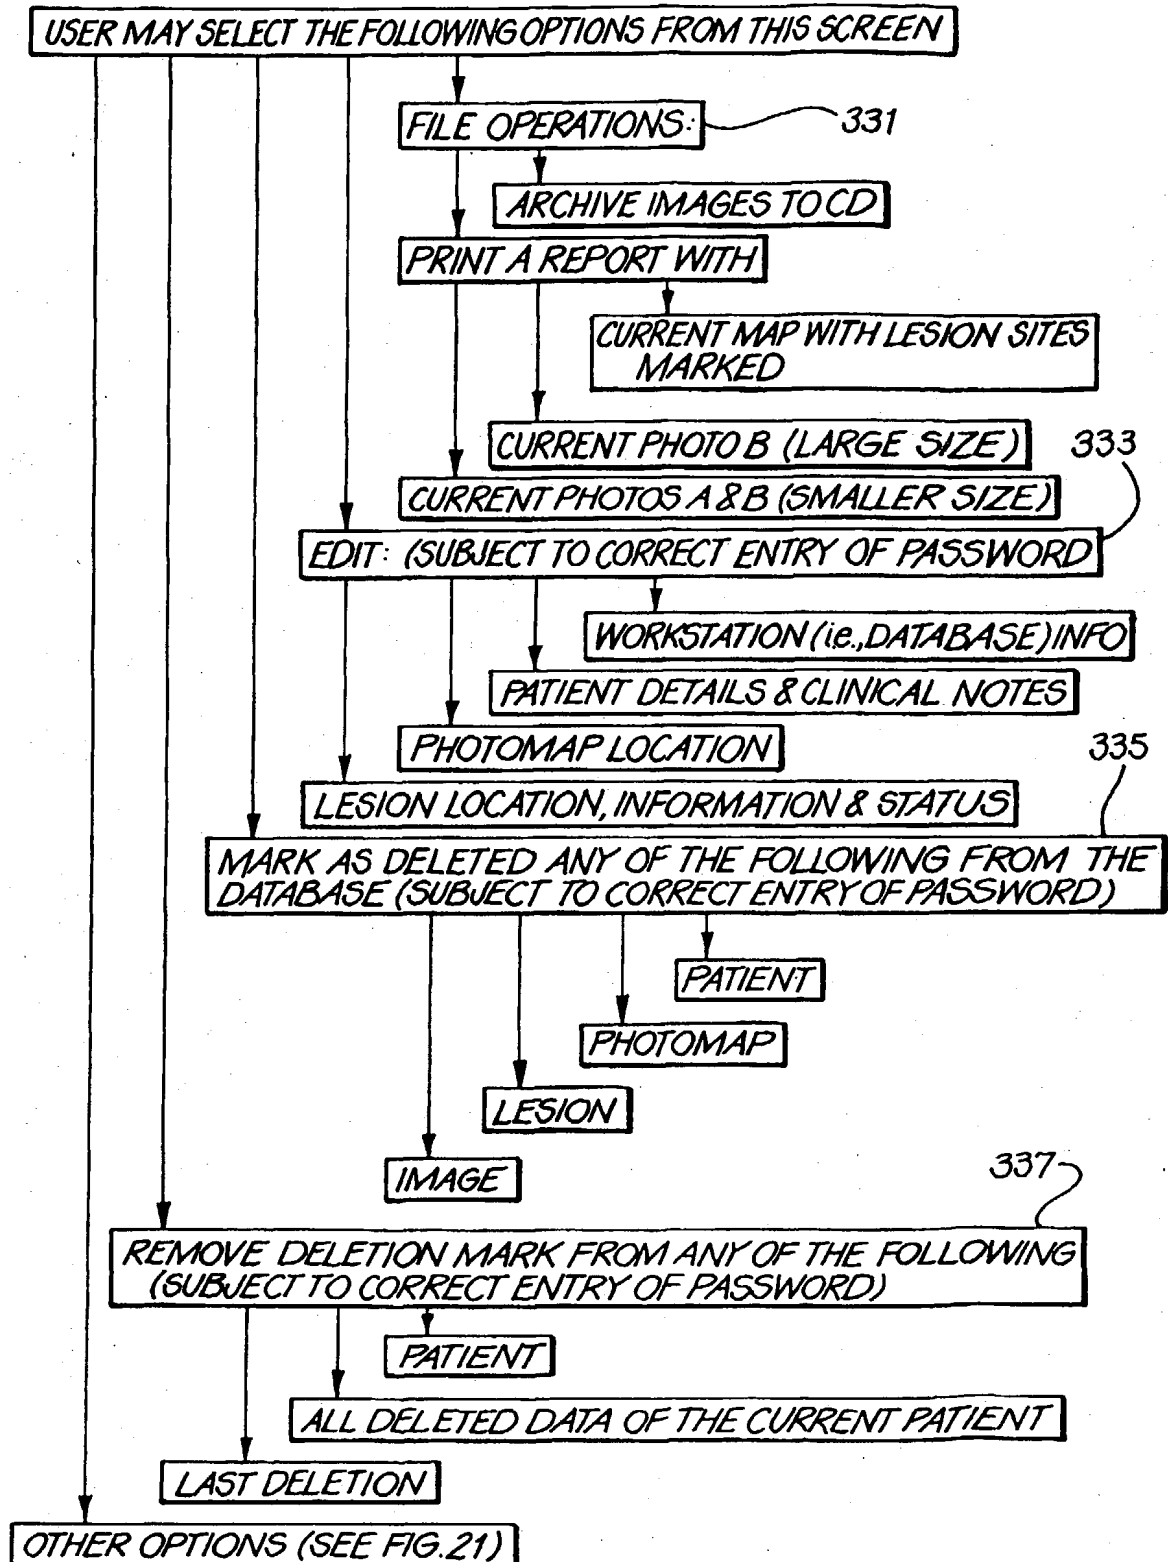 USER MAY SELECT THE FOLLOWING OPTIONS FROM THIS SCREEN
FILE OPERATIONS:
331
ARCHIVE IMAGES TO CD
PRINT A REPORT WITH
CURRENT MAP WITH LESION SITES
MARKED
CURRENT PHOTO B (LARGE SIZE)
333
CURRENT PHOTOS A & B (SMALLER SIZE)
EDIT: (SUBJECT TO CORRECT ENTRY OF PASSWORD
WORKSTATION (i.e., DATABASE) INFO
PATIENT DETAILS & CLINICAL NOTES
PHOTOMAP LOCATION
335
LESION LOCATION, INFORMATION & STATUS
MARK AS DELETED ANY OF THE FOLLOWING FROM THE
DATABASE (SUBJECT TO CORRECT ENTRY OF PASSWORD)
PATIENT
PHOTOMAP
LESION
IMAGE
337
REMOVE DELETION MARK FROM ANY OF THE FOLLOWING
(SUBJECT TO CORRECT ENTRY OF PASSWORD)
PATIENT
ALL DELETED DATA OF THE CURRENT PATIENT
LAST DELETION
OTHER OPTIONS (SEE FIG.21)